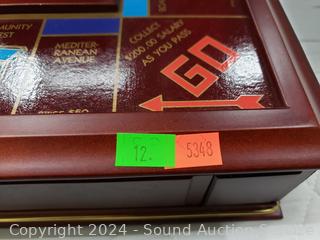 MUNITY
EST
MEDITER-
RANEAN
AVENUE
COLLECT
$200.00 SALARY
AS YOU PASS
GO
12.
5348
Copyright 2024 - Sound Auction Service